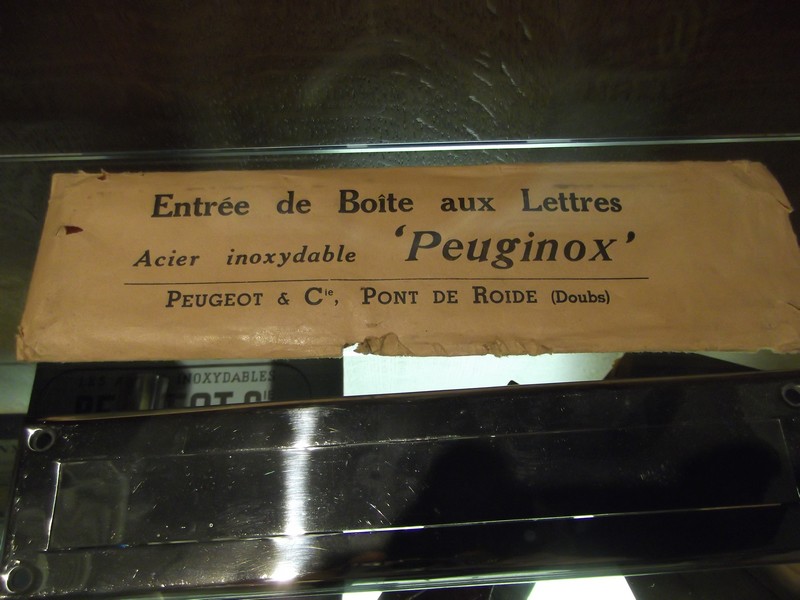 Entrée de Boîte aux Lettres
Acier inoxydable 'Peuginox'
PEUGEOT & Cie, PONT DE ROIDE (Doubs)
INOXYDABLES